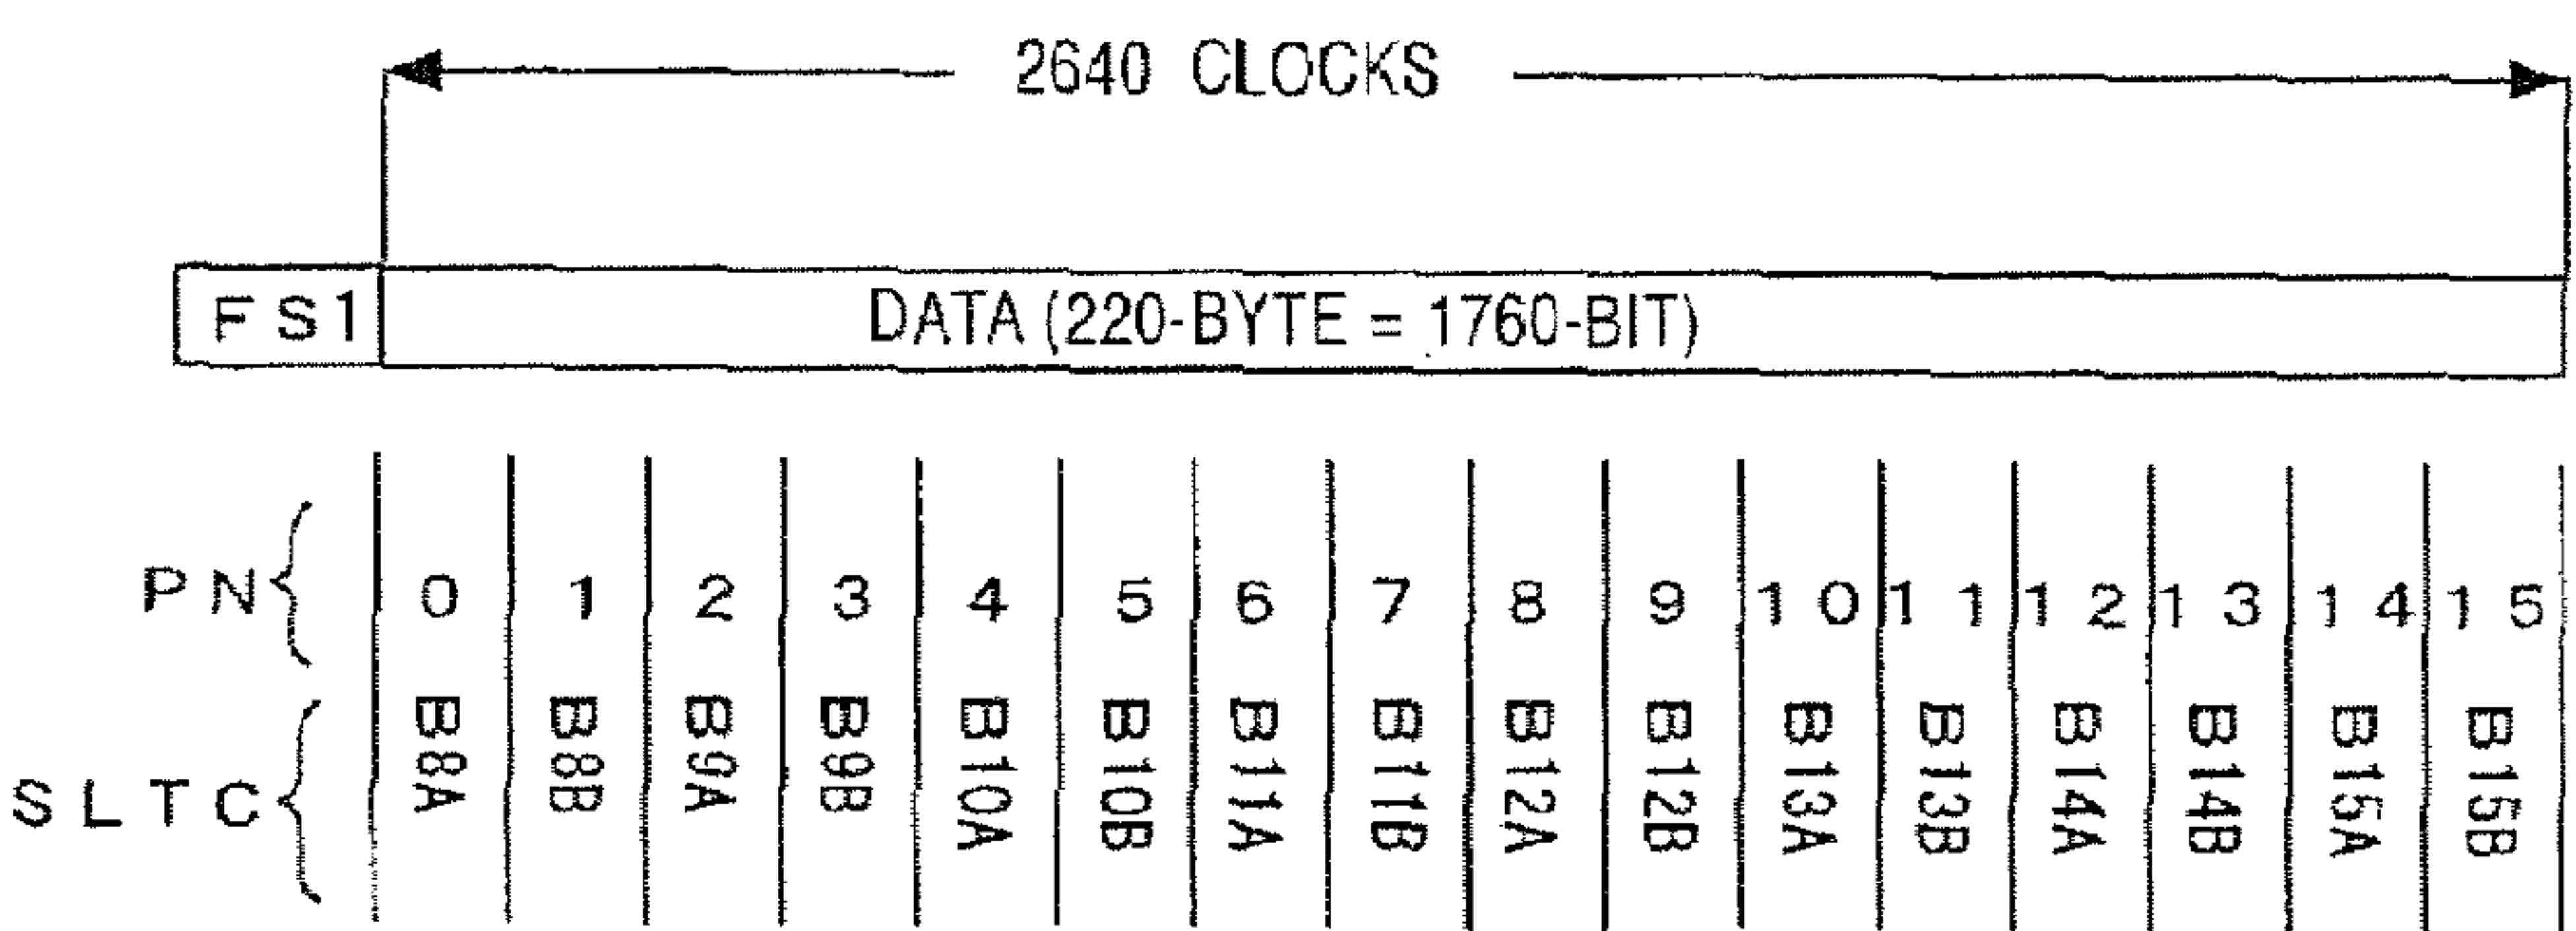 2640 CLOCKS
FS1 DATA (220-BYTE = 1760-BIT)
PN 0 1 2 3 4 5 6 7 8 9 10 11 12 13 14 15
SLTC B8A B8B B9A B9B B10A B10B B11A B11B B12A B12B B13A B13B B14A B14B B15A B15B